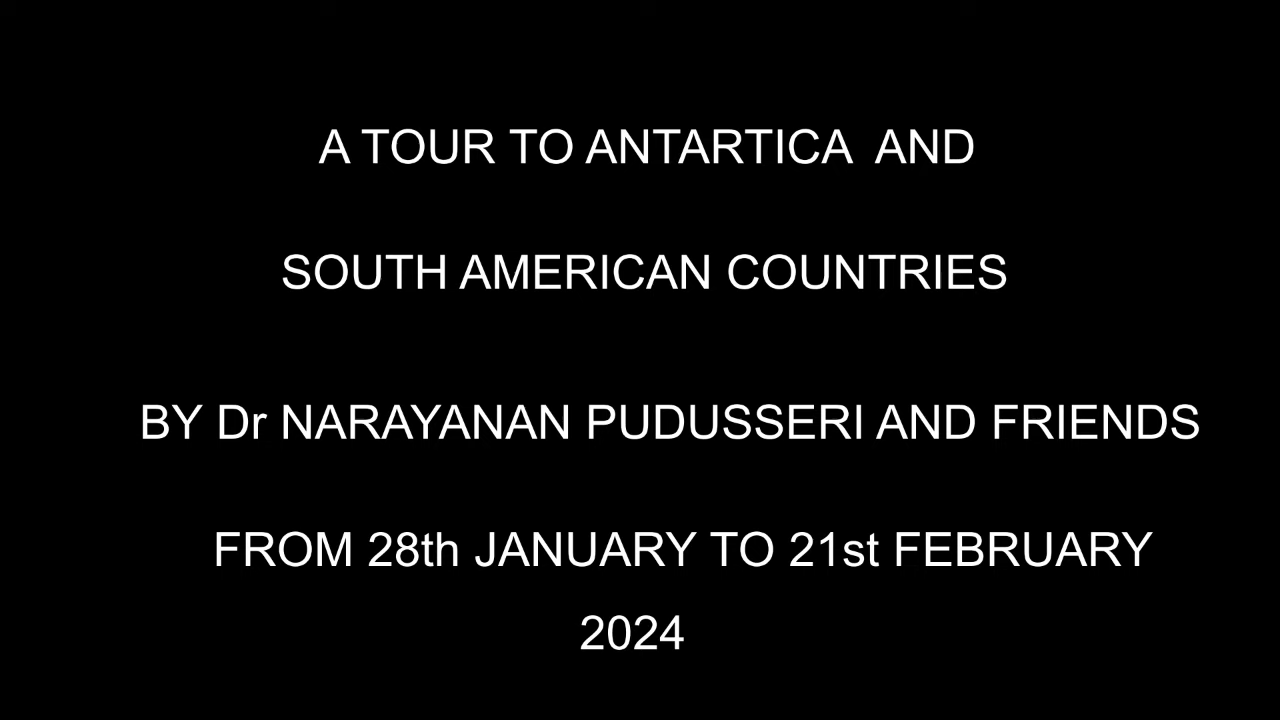 A TOUR TO ANTARTICA  AND
SOUTH AMERICAN COUNTRIES
BY Dr NARAYANAN PUDUSSERI AND FRIENDS
FROM 28th JANUARY TO 21st FEBRUARY
2024